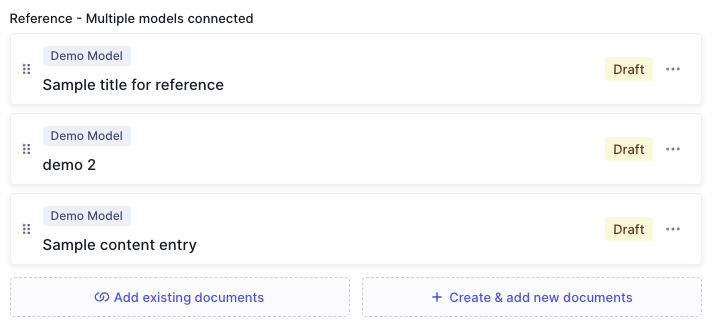 Reference - Multiple models connected
Demo Model
Sample title for reference
Draft
Demo Model
demo 2
Draft
Demo Model
Sample content entry
Draft
Add existing documents
Create & add new documents